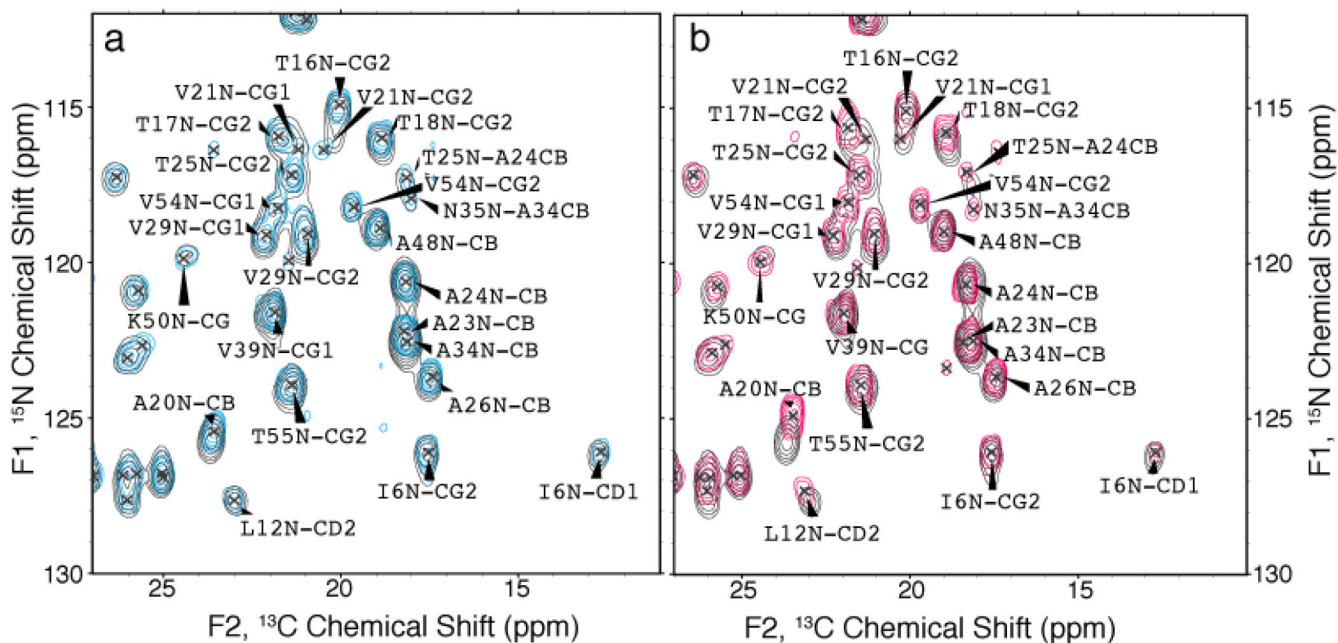 a
T16N-CG2
V21N-CG1
V21N-CG2
T17N-CG2
T18N-CG2
T25N-CG2
T25N-A24CB
V54N-CG2
V54N-CG1
N35N-A34CB
V29N-CG1
A48N-CB
V29N-CG2
A24N-CB
K50N-CG
A23N-CB
V39N-CG1
A34N-CB
A20N-CB
A26N-CB
T55N-CG2
I6N-CG2
I6N-CD1
L12N-CD2
115
120
125
130
F1, ¹⁵N Chemical Shift (ppm)
25
20
15
F2, ¹³C Chemical Shift (ppm)
b
T16N-CG2
V21N-CG2
V21N-CG1
T17N-CG2
T18N-CG2
T25N-CG2
T25N-A24CB
V54N-CG2
V54N-CG1
N35N-A34CB
V29N-CG1
A48N-CB
V29N-CG2
A24N-CB
K50N-CG
A23N-CB
V39N-CG
A34N-CB
A20N-CB
A26N-CB
T55N-CG2
I6N-CG2
I6N-CD1
L12N-CD2
115
120
125
130
F1, ¹⁵N Chemical Shift (ppm)
25
20
15
F2, ¹³C Chemical Shift (ppm)